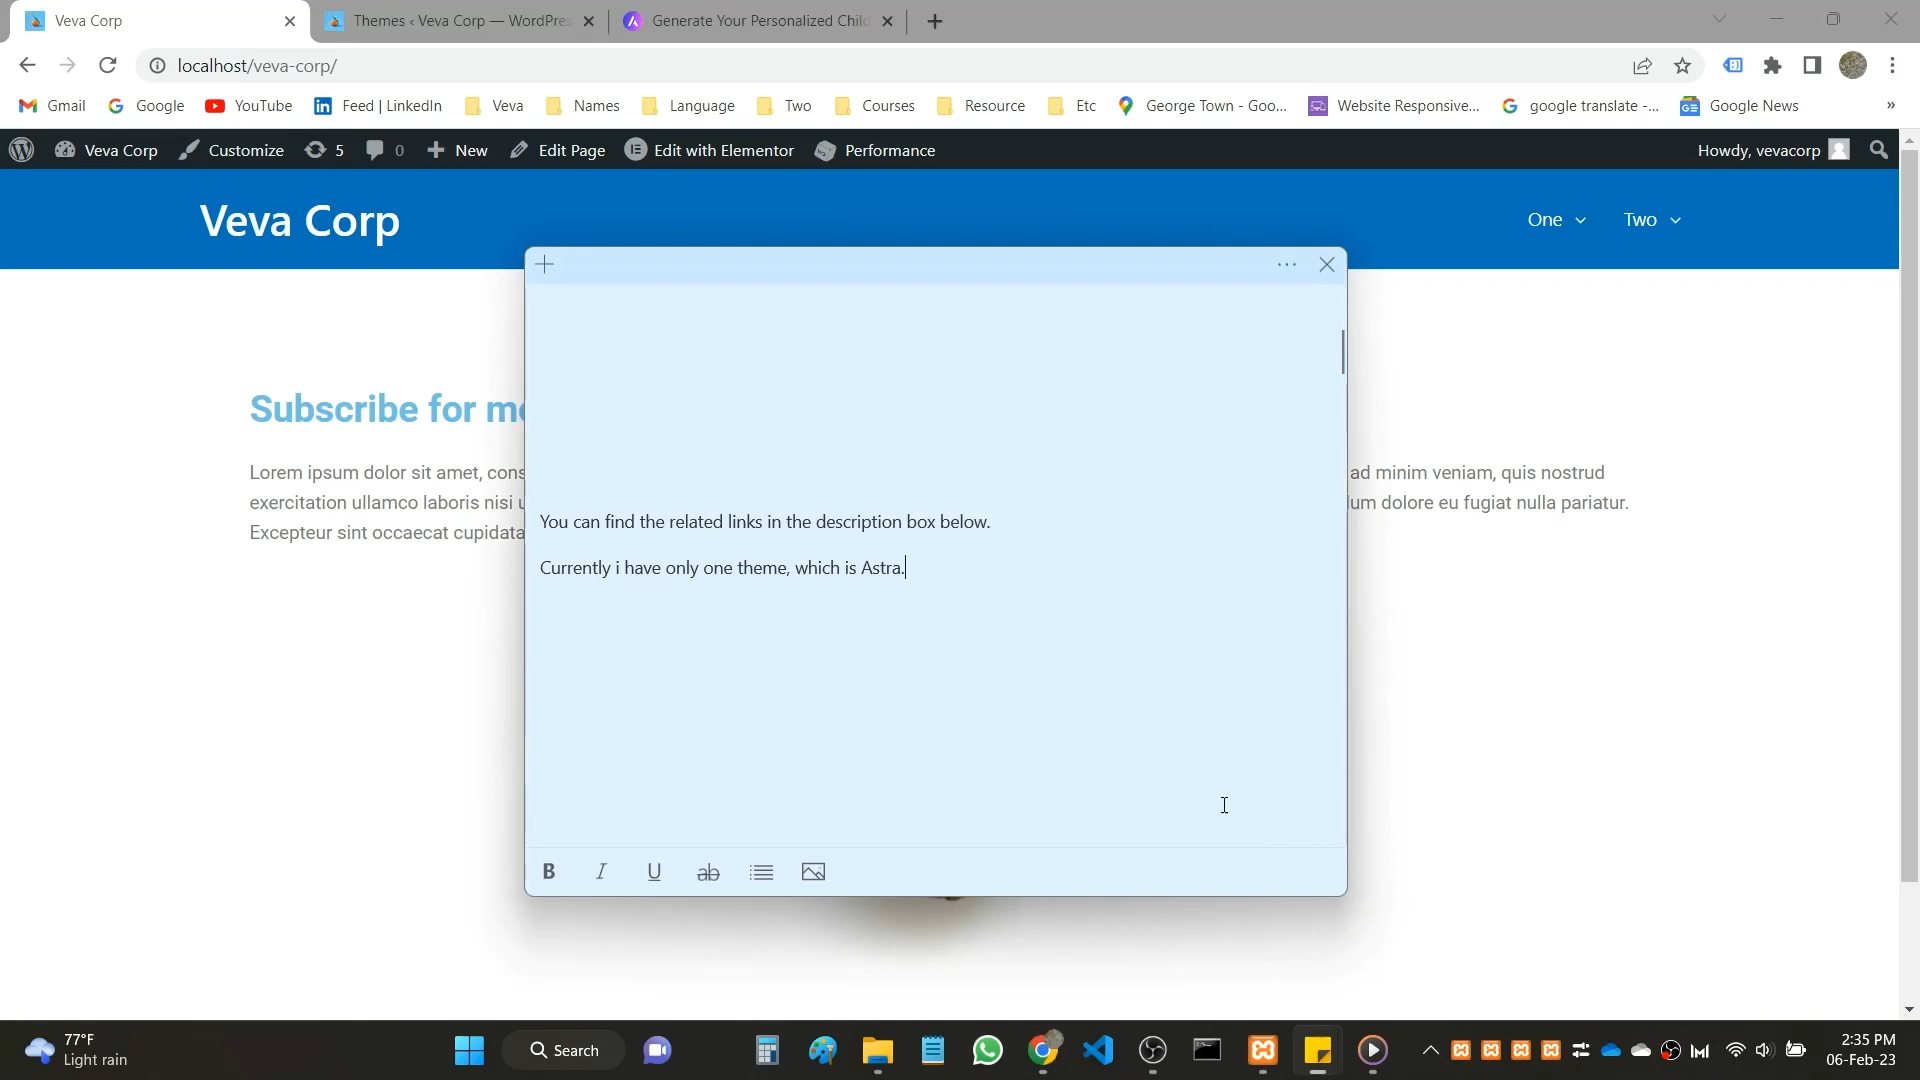 Veva Corp
Themes ‹ Veva Corp — WordPres
Generate Your Personalized Child
localhost/veva-corp/
Gmail
Google
YouTube
Feed | LinkedIn
Veva
Names
Language
Two
Courses
Resource
Etc
George Town - Goo...
Website Responsive...
google translate -...
Google News
»
Veva Corp
Customize
5
0
New
Edit Page
Edit with Elementor
Performance
Howdy, vevacorp
Veva Corp
One
Two
Subscribe for m
Lorem ipsum dolor sit amet, cons
ad minim veniam, quis nostrud
exercitation ullamco laboris nisi u
lum dolore eu fugiat nulla pariatur.
Excepteur sint occaecat cupidata
You can find the related links in the description box below.
Currently i have only one theme, which is Astra.
B
I
U
ab
77°F
Light rain
Search
2:35 PM
06-Feb-23